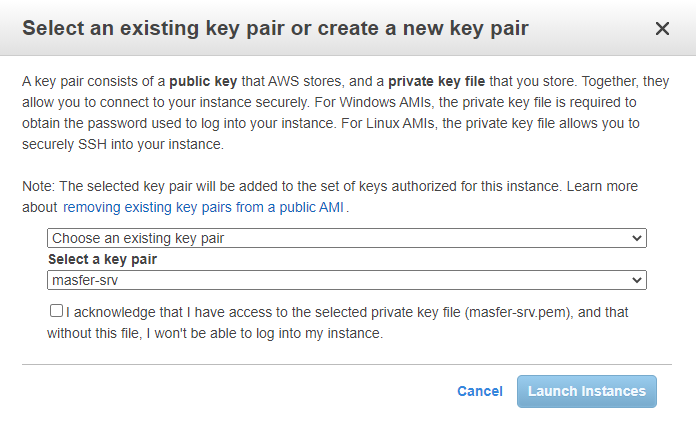 Select an existing key pair or create a new key pair
A key pair consists of a public key that AWS stores, and a private key file that you store. Together, they
allow you to connect to your instance securely. For Windows AMIs, the private key file is required to
obtain the password used to log into your instance. For Linux AMIs, the private key file allows you to
securely SSH into your instance.
Note: The selected key pair will be added to the set of keys authorized for this instance. Learn more
about removing existing key pairs from a public AMI .
Choose an existing key pair
Select a key pair
masfer-srv
I acknowledge that I have access to the selected private key file (masfer-srv.pem), and that
without this file, I won't be able to log into my instance.
Cancel Launch Instances